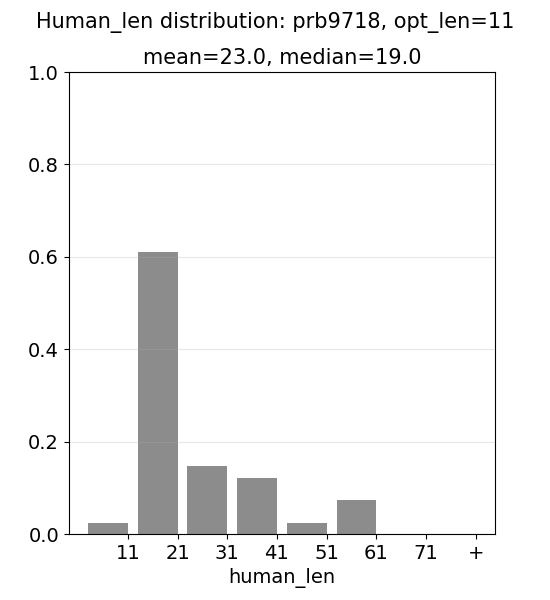 Human_len distribution: prb9718, opt_len=11
mean=23.0, median=19.0
1.0
0.8
0.6
0.4
0.2
0.0
11 21 31 41 51 61 71 +
human_len